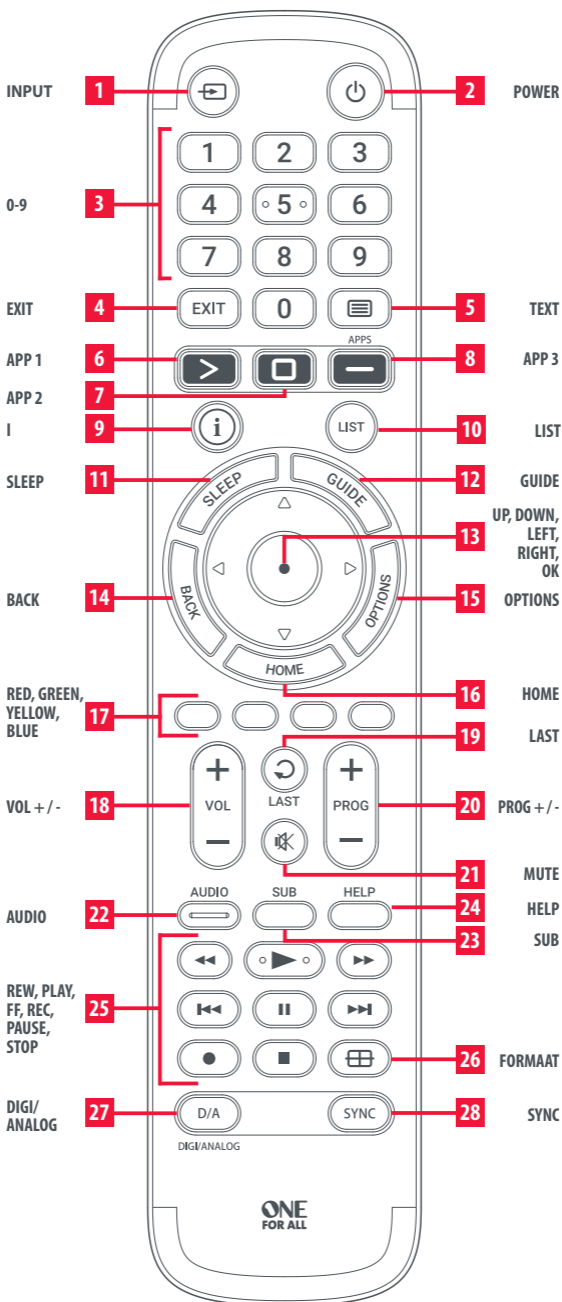 INPUT 1 2 POWER
1 2 3
0-9 3 4 5 6
7 8 9
EXIT 4 EXIT 0 5 TEXT
APPS
APP 1 6 8 APP 3
APP 2 7
I 9 i LIST 10 LIST
SLEEP 11 SLEEP GUIDE 12 GUIDE
13 UP, DOWN,
LEFT,
RIGHT,
OK
BACK 14 BACK OPTIONS 15 OPTIONS
HOME 16 HOME
RED, GREEN,
YELLOW,
BLUE 17
19 LAST
VOL + / - 18 + VOL — LAST + PROG — 20 PROG + / -
21 MUTE
AUDIO SUB HELP 24 HELP
AUDIO 22 23 SUB
REW, PLAY,
FF, REC,
PAUSE,
STOP 25
26 FORMAAT
DIGI/
ANALOG 27 D/A SYNC 28 SYNC
DIGI/ANALOG
ONE
FOR ALL